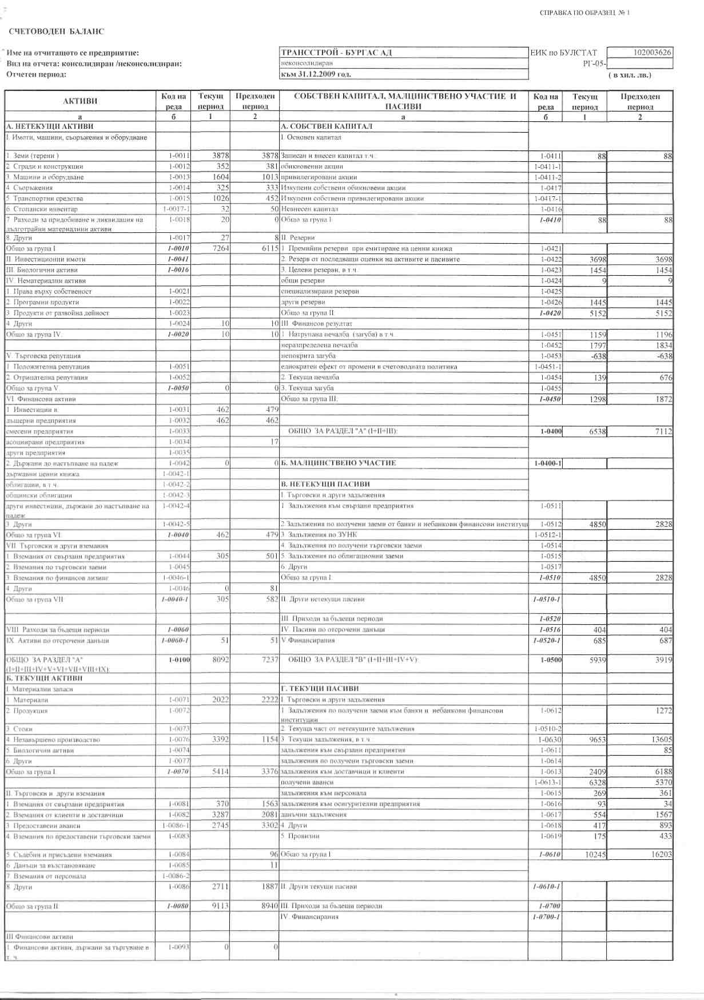 СПРАВКА ПО ОБРАЗЕЦ № 1
СЧЕТОВОДЕН БАЛАНС
Име на отчитащото се предприятие: ТРАНССТРОЙ - БУРГАС АД ЕИК по БУЛСТАТ 102003626
Вид на отчета: консолидиран /неконсолидиран: неконсолидиран РГ-05-
Отчетен период: към 31.12.2009 год. ( в хил. лв.)
АКТИВИ Код на реда Текущ период Предходен период СОБСТВЕН КАПИТАЛ, МАЛЦИНСТВЕНО УЧАСТИЕ И ПАСИВИ Код на реда Текущ период Предходен период
а б 1 2 а б 1 2
А. НЕТЕКУЩИ АКТИВИ А. СОБСТВЕН КАПИТАЛ
I. Имоти, машини, съоръжения и оборудване I. Основен капитал
1. Земи (терени ) 1-0011 3878 3878 Записан и внесен капитал т.ч.: 1-0411 88 88
2. Сгради и конструкции 1-0012 352 381 обикновенни акции 1-0411-1
3. Машини и оборудване 1-0013 1604 1013 привилегировани акции 1-0411-2
4. Съоръжения 1-0014 325 333 Изкупени собствени обикновени акции 1-0417
5. Транспортни средства 1-0015 1026 452 Изкупени собствени привилегировани акции 1-0417-1
6. Стопански инвентар 1-0017-1 32 50 Невнесен капитал 1-0416
7. Разходи за придобиване и ликвидация на дълготрайни материалнни активи 1-0018 20 0 Общо за група I: 1-0410 88 88
8. Други 1-0017 27 8 II. Резерви
Общо за група I: 1-0010 7264 6115 1. Премийни резерви при емитиране на ценни книжа 1-0421
II. Инвестиционни имоти 1-0041 2. Резерв от последващи оценки на активите и пасивите 1-0422 3698 3698
III. Биологични активи 1-0016 3. Целеви резерви, в т.ч.: 1-0423 1454 1454
IV. Нематериални активи общи резерви 1-0424 9 9
1. Права върху собственост 1-0021 специализирани резерви 1-0425
2. Програмни продукти 1-0022 други резерви 1-0426 1445 1445
3. Продукти от развойна дейност 1-0023 Общо за група II: 1-0420 5152 5152
4. Други 1-0024 10 10 III. Финансов резултат
Общо за група IV: 1-0020 10 10 1. Натрупана печалба (загуба) в т.ч.: 1-0451 1159 1196
неразпределена печалба 1-0452 1797 1834
V. Търговска репутация непокрита загуба 1-0453 -638 -638
1. Положителна репутация 1-0051 еднократен ефект от промени в счетоводната политика 1-0451-1
2. Отрицателна репутация 1-0052 2. Текуща печалба 1-0454 139 676
Общо за група V: 1-0050 0 0 3. Текуща загуба 1-0455
VI. Финансови активи Общо за група III: 1-0450 1298 1872
1. Инвестиции в: 1-0031 462 479
дъщерни предприятия 1-0032 462 462
смесени предприятия 1-0033 ОБЩО ЗА РАЗДЕЛ "А" (I+II+III): 1-0400 6538 7112
асоциирани предприятия 1-0034 17
други предприятия 1-0035
2. Държани до настъпване на падеж 1-0042 0 0 Б. МАЛЦИНСТВЕНО УЧАСТИЕ 1-0400-1
държавни ценни книжа 1-0042-1
облигации, в т.ч.: 1-0042-2 В. НЕТЕКУЩИ ПАСИВИ
общински облигации 1-0042-3 I. Търговски и други задължения
други инвестиции, държани до настъпване на падеж 1-0042-4 1. Задължения към свързани предприятия 1-0511
3. Други 1-0042-5 2.Задължения по получени заеми от банки и небанкови финансови институц 1-0512 4850 2828
Общо за група VI: 1-0040 462 479 3. Задължения по ЗУНК 1-0512-1
VII. Търговски и други вземания 4. Задължения по получени търговски заеми 1-0514
1. Вземания от свързани предприятия 1-0044 305 501 5. Задължения по облигационни заеми 1-0515
2. Вземания по търговски заеми 1-0045 6. Други 1-0517
3. Вземания по финансов лизинг 1-0046-1 Общо за група I: 1-0510 4850 2828
4. Други 1-0046 0 81
Общо за група VII: 1-0040-1 305 582 II. Други нетекущи пасиви 1-0510-1
III. Приходи за бъдещи периоди 1-0520
VIII. Разходи за бъдещи периоди 1-0060 IV. Пасиви по отсрочени данъци 1-0516 404 404
IX. Активи по отсрочени данъци 1-0060-1 51 51 V.Финансирания 1-0520-1 685 687
ОБЩО ЗА РАЗДЕЛ "А" (I+II+III+IV+V+VI+VII+VIII+IX): 1-0100 8092 7237 ОБЩО ЗА РАЗДЕЛ "В" (I+II+III+IV+V): 1-0500 5939 3919
Б. ТЕКУЩИ АКТИВИ
I. Материални запаси Г. ТЕКУЩИ ПАСИВИ
1. Материали 1-0071 2022 2222 I. Търговски и други задължения
2. Продукция 1-0072 1. Задължения по получени заеми към банки и небанкови финансови институции 1-0612 1272
3. Стоки 1-0073 2. Текуща част от нетекущите задължения 1-0510-2
4. Незавършено производство 1-0076 3392 1154 3. Текущи задължения, в т.ч.: 1-0630 9653 13605
5. Биологични активи 1-0074 задължения към свързани предприятия 1-0611 85
6. Други 1-0077 задължения по получени търговски заеми 1-0614
Общо за група I: 1-0070 5414 3376 задължения към доставчици и клиенти 1-0613 2409 6188
получени аванси 1-0613-1 6328 5370
II. Търговски и други вземания задължения към персонала 1-0615 269 361
1. Вземания от свързани предприятия 1-0081 370 1563 задължения към осигурителни предприятия 1-0616 93 34
2. Вземания от клиенти и доставчици 1-0082 3287 2081 данъчни задължения 1-0617 554 1567
3. Предоставени аванси 1-0086-1 2745 3302 4. Други 1-0618 417 893
4. Вземания по предоставени търговски заеми 1-0083 5. Провизии 1-0619 175 433
5. Съдебни и присъдени вземания 1-0084 96 Общо за група I: 1-0610 10245 16203
6. Данъци за възстановяване 1-0085 11
7. Вземания от персонала 1-0086-2
8. Други 1-0086 2711 1887 II. Други текущи пасиви 1-0610-1
Общо за група II: 1-0080 9113 8940 III. Приходи за бъдещи периоди 1-0700
IV. Финансирания 1-0700-1
III Финансови активи
1. Финансови активи, държани за търгуване в т. ч. 1-0093 0 0